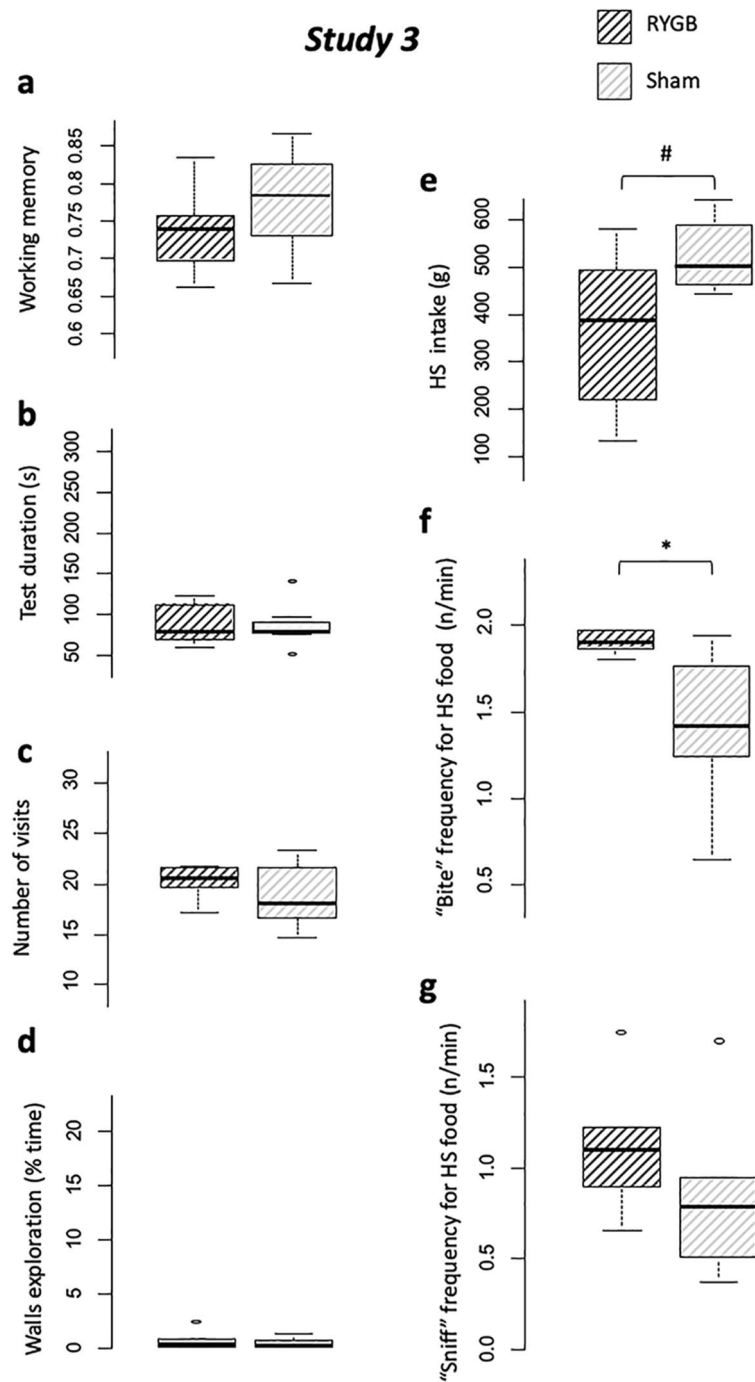 Study 3
RYGB
Sham
a
Working memory
0.6 0.65 0.7 0.75 0.8 0.85
b
Test duration (s)
50 100 150 200 250 300
c
Number of visits
10 15 20 25 30
d
Walls exploration (% time)
0 5 10 15 20
e
#
HS intake (g)
100 200 300 400 500 600
f
*
“Bite” frequency for HS food (n/min)
0.5 1.0 1.5 2.0
g
“Sniff” frequency for HS food (n/min)
0.0 0.5 1.0 1.5